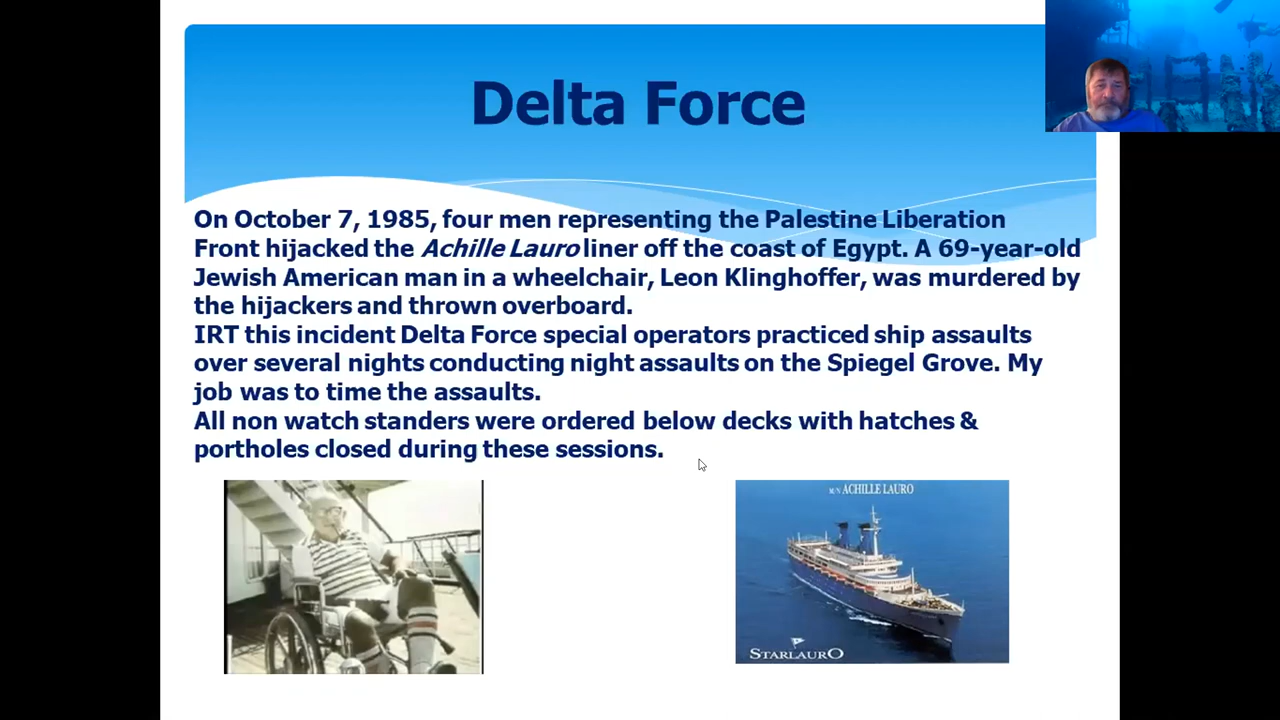 Delta Force
On October 7, 1985, four men representing the Palestine Liberation
Front hijacked the Achille Lauro liner off the coast of Egypt. A 69-year-old
Jewish American man in a wheelchair, Leon Klinghoffer, was murdered by
the hijackers and thrown overboard.
IRT this incident Delta Force special operators practiced ship assaults
over several nights conducting night assaults on the Spiegel Grove. My
job was to time the assaults.
All non watch standers were ordered below decks with hatches &
portholes closed during these sessions.
M/N ACHILLE LAURO
STARLAURO